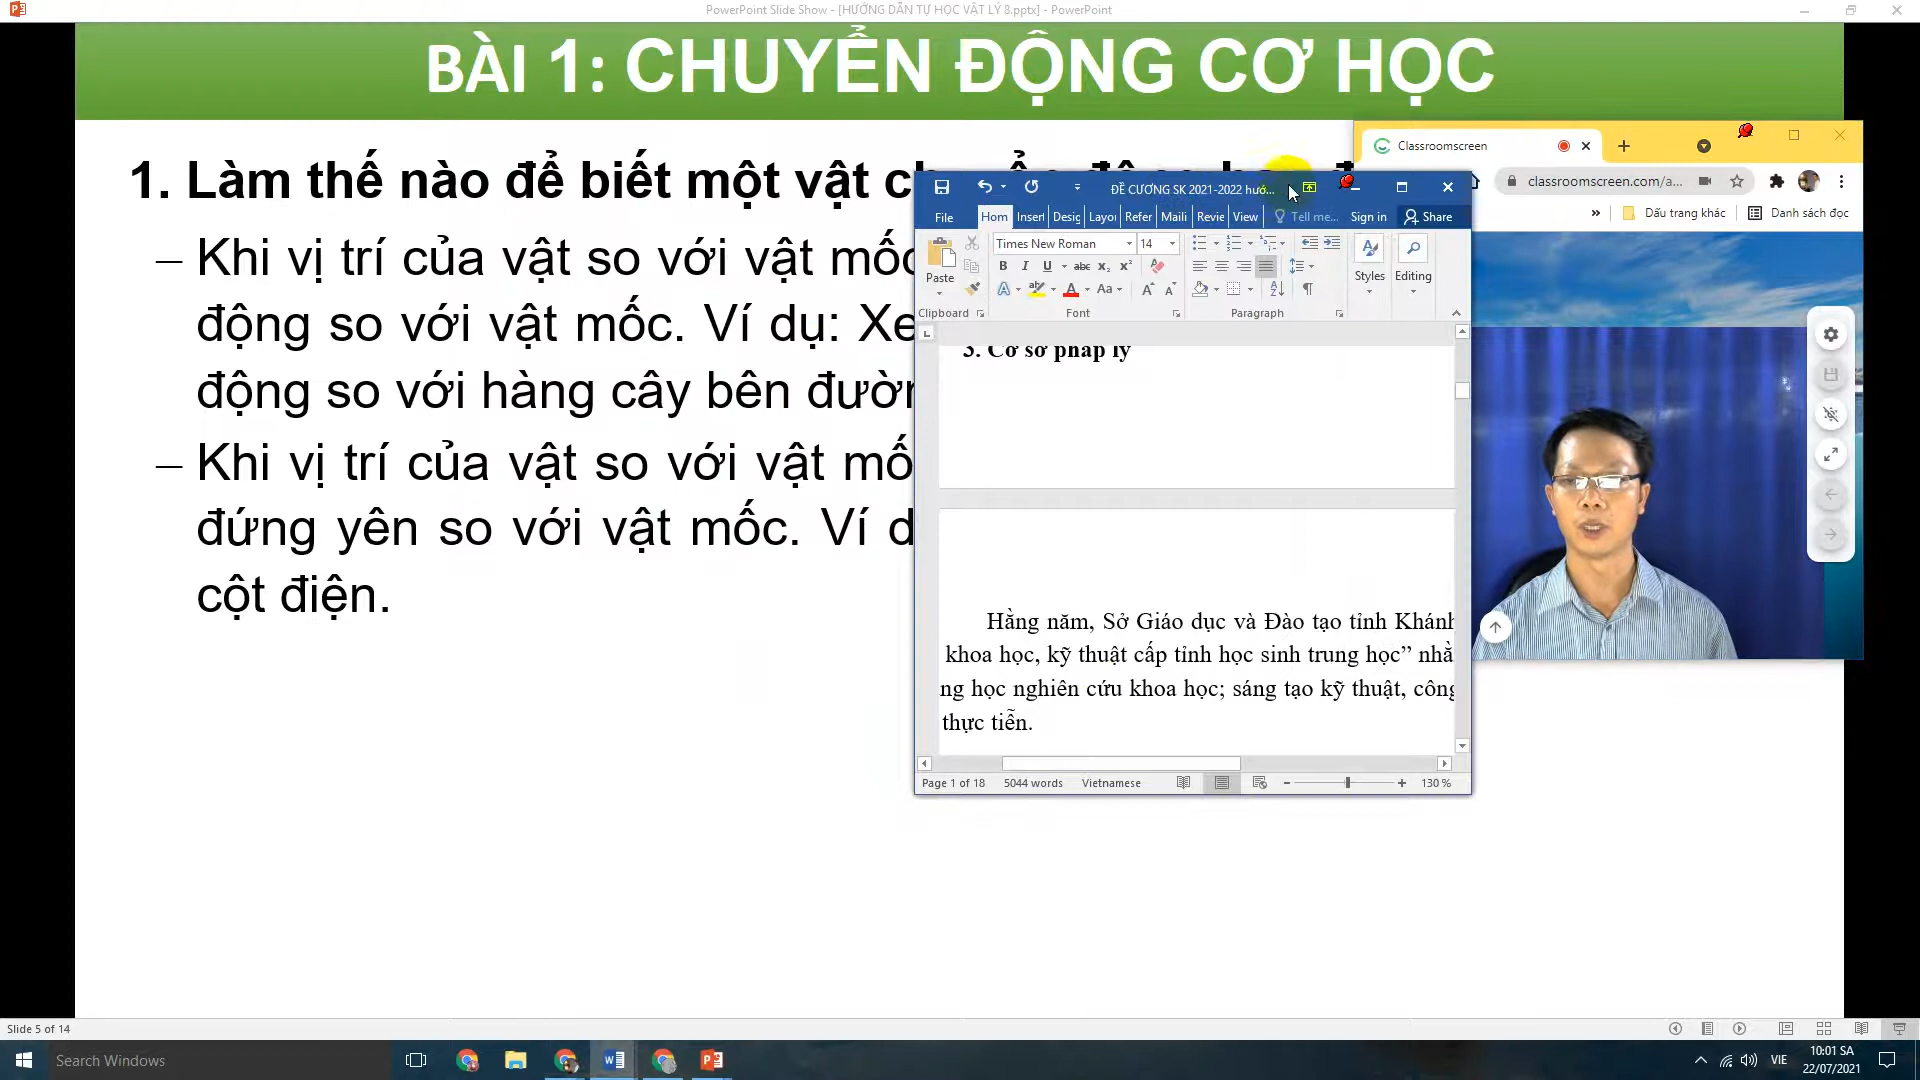 PowerPoint Slide Show - [HƯỚNG DẪN TỰ HỌC VẬT LÝ 8.pptx] - PowerPoint
BÀI 1: CHUYỂN ĐỘNG CƠ HỌC
1. Làm thế nào để biết một vật
Khi vị trí của vật so với vật mốc
động so với vật mốc. Ví dụ: Xe
động so với hàng cây bên đườn
Khi vị trí của vật so với vật mố
đứng yên so với vật mốc. Ví d
cột điện.
Classroomscreen
classroomscreen.com/a...
» Dấu trang khác Danh sách đọc
ĐỀ CƯƠNG SK 2021-2022 hướ...
File Hom Insert Desig Layou Refer Maili Revie View Tell me... Sign in Share
Times New Roman 14
Paste Styles Editing
Clipboard Font Paragraph
3. Cơ sở pháp lý
Hằng năm, Sở Giáo dục và Đào tạo tỉnh Khánh
khoa học, kỹ thuật cấp tỉnh học sinh trung học” nhằ
ng học nghiên cứu khoa học; sáng tạo kỹ thuật, công
thực tiễn.
Page 1 of 18 5044 words Vietnamese 130 %
Slide 5 of 14
Search Windows
VIE
10:01 SA
22/07/2021